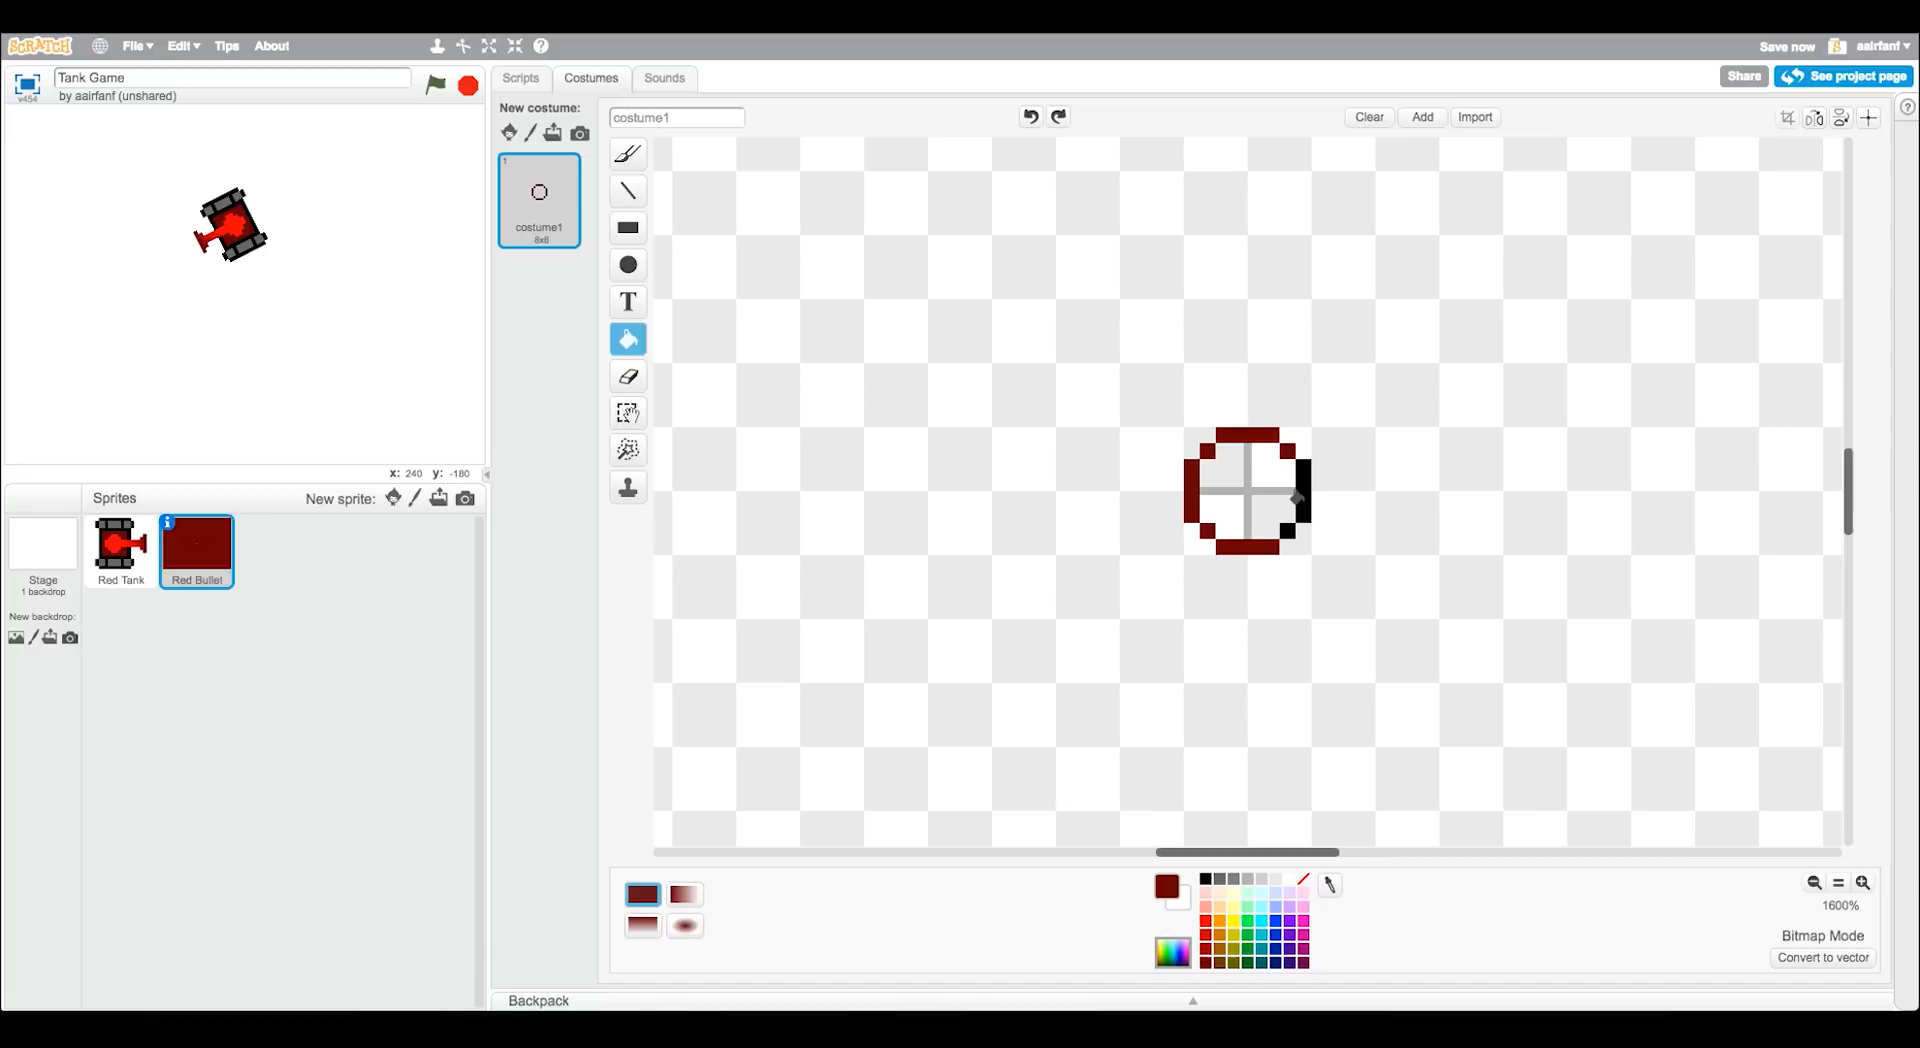 SCRATCH File Edit Tips About Save now aairfanf
v454 Tank Game
by aairfanf (unshared)
Scripts Costumes Sounds Share See project page
New costume:
costume1 Clear Add Import
1
costume1
8x8
T
x: 240 y: -180
Sprites New sprite:
Stage
1 backdrop
Red Tank Red Bullet
New backdrop:
1600%
Bitmap Mode
Convert to vector
Backpack